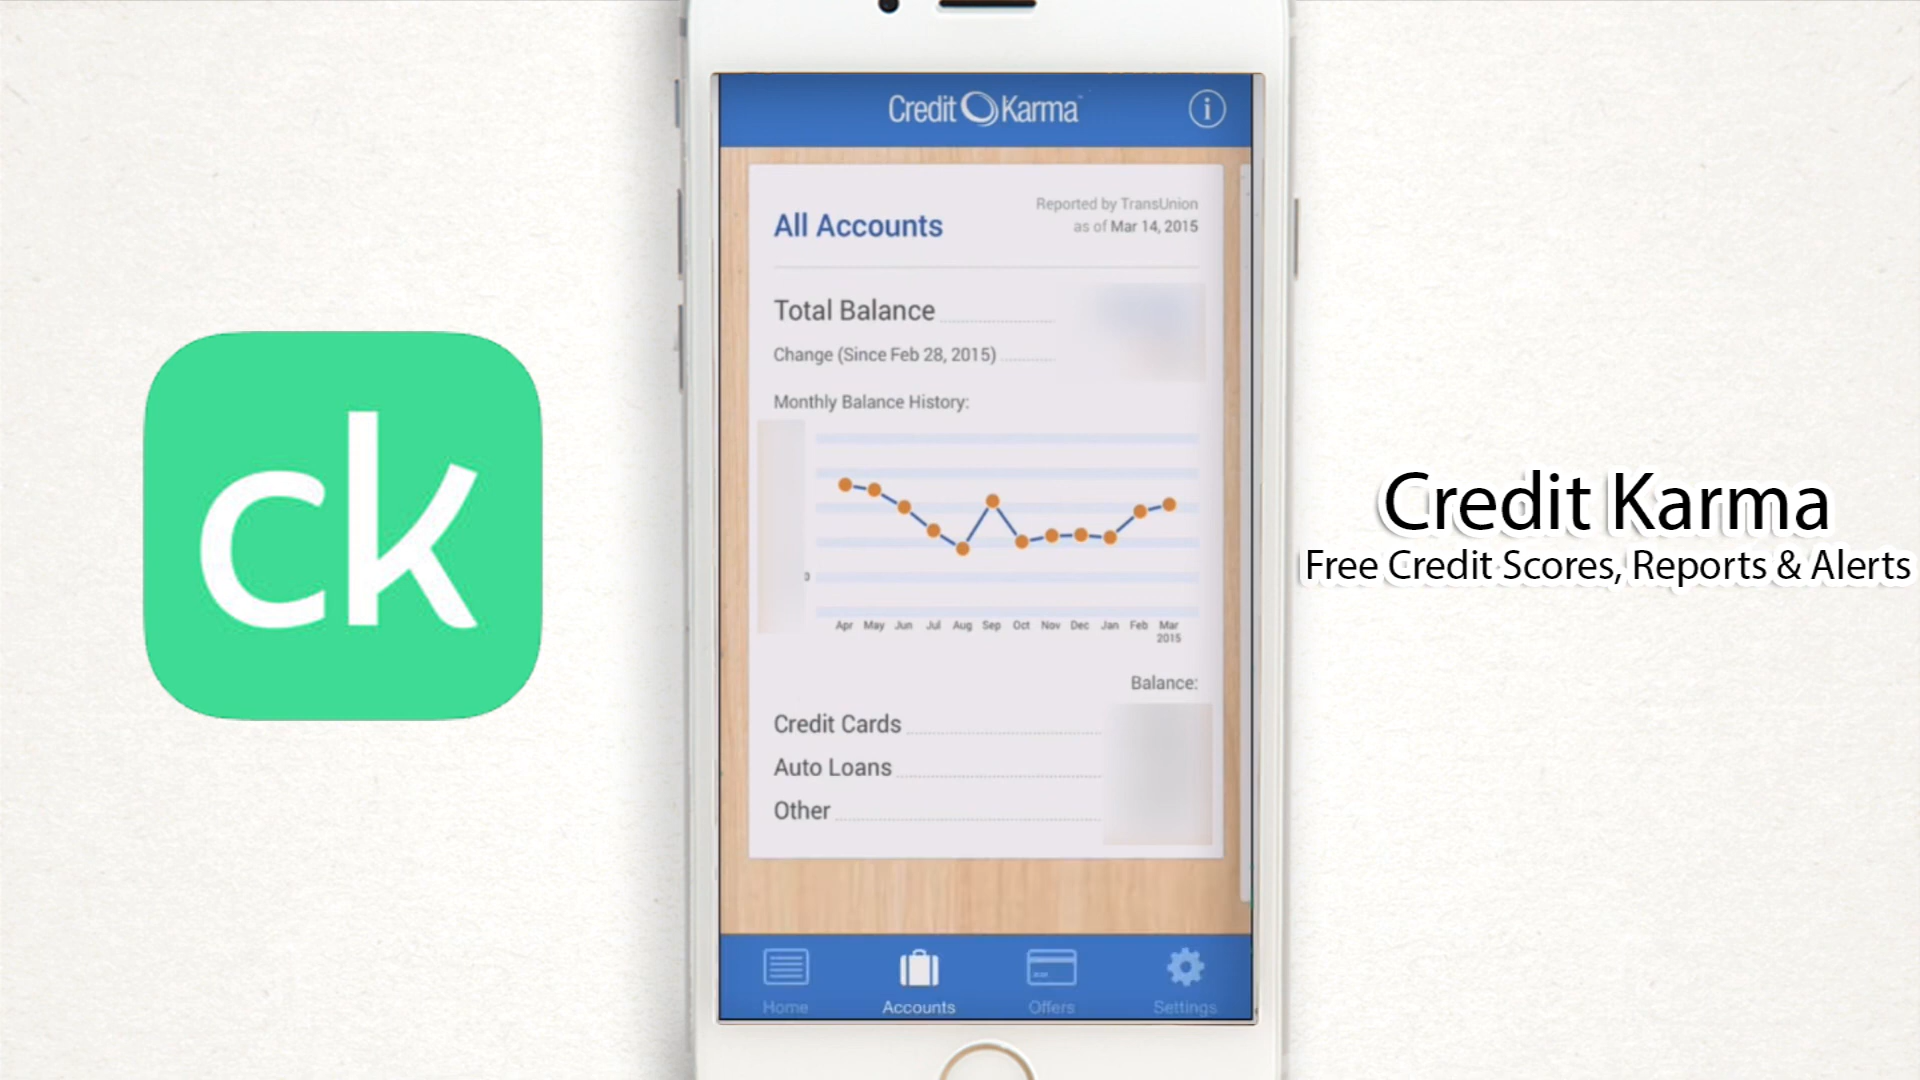 Credit Karma™
i
All Accounts
Reported by TransUnion
as of Mar 14, 2015
Total Balance
Change (Since Feb 28, 2015)
Monthly Balance History:
Apr May Jun Jul Aug Sep Oct Nov Dec Jan Feb Mar
2015
Balance:
Credit Cards
Auto Loans
Other
Home Accounts Offers Settings
ck
Credit Karma
Free Credit Scores, Reports & Alerts